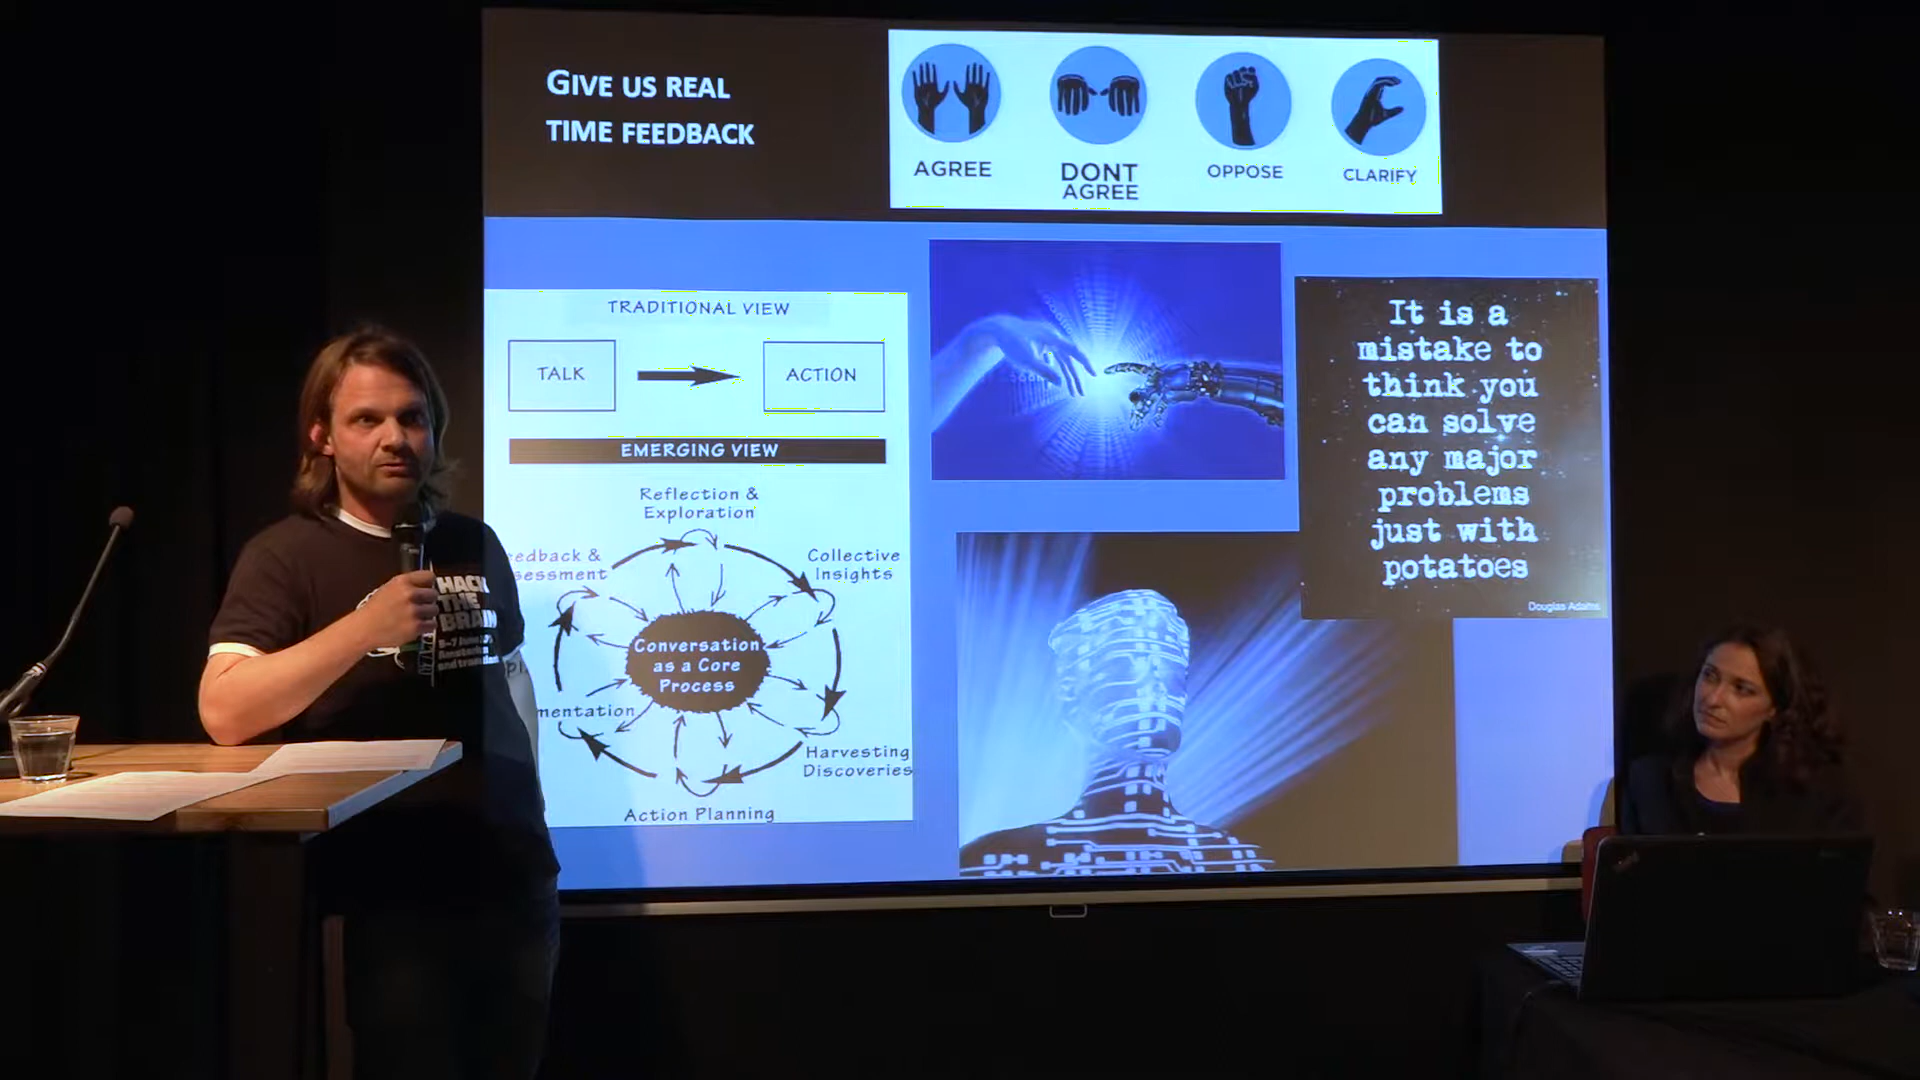 GIVE US REAL
TIME FEEDBACK
AGREE
DONT
AGREE
OPPOSE
CLARIFY
TRADITIONAL VIEW
TALK
ACTION
EMERGING VIEW
Reflection &
Exploration
Collective
Insights
Harvesting
Discoveries
Action Planning
mentation
edback &
sessment
Conversation
as a Core
Process
It is a
mistake to
think you
can solve
any major
problems
just with
potatoes
Douglas Adams
HACK
THE
BRAIN